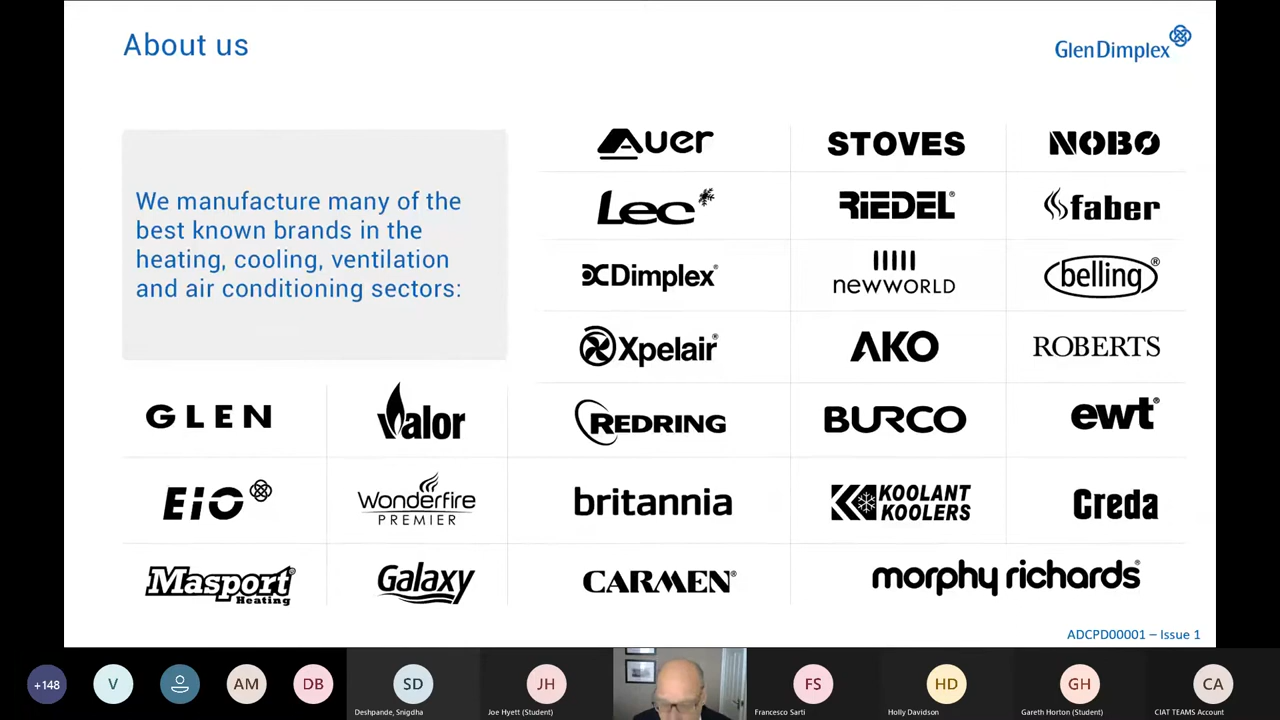 About us
GlenDimplex
We manufacture many of the
best known brands in the
heating, cooling, ventilation
and air conditioning sectors:
AUER
STOVES
NOBO
Lec
RIEDEL®
faber
Dimplex®
newworld
belling®
Xpelair®
AKO
ROBERTS
GLEN
Valor
REDRING
BURCO
ewt®
EIO
Wonderfire
PREMIER
britannia
KOOLANT
KOOLERS
Creda
Masport®
Heating
Galaxy
CARMEN®
morphy richards®
ADCPD00001 – Issue 1
+148
V
AM
DB
SD
JH
FS
HD
GH
CA
Deshpande, Snigdha
Joe Hyett (Student)
Francesco Sarti
Holly Davidson
Gareth Horton (Student)
CIAT TEAMS Account